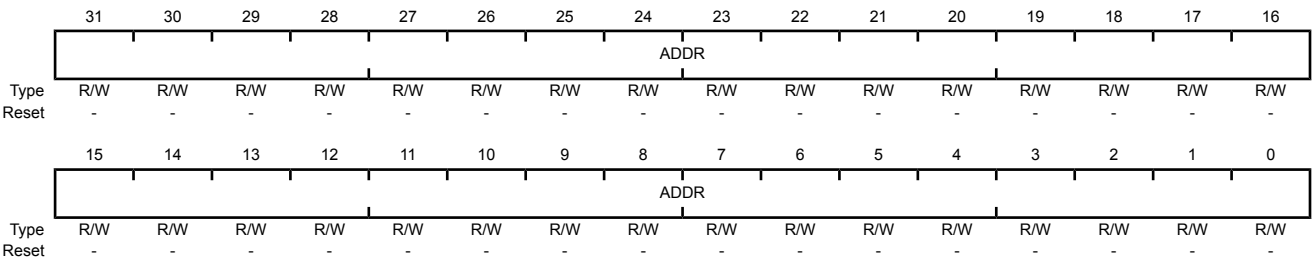 31 30 29 28 27 26 25 24 23 22 21 20 19 18 17 16
ADDR
Type R/W R/W R/W R/W R/W R/W R/W R/W R/W R/W R/W R/W R/W R/W R/W R/W
Reset - - - - - - - - - - - - - - - -
15 14 13 12 11 10 9 8 7 6 5 4 3 2 1 0
ADDR
Type R/W R/W R/W R/W R/W R/W R/W R/W R/W R/W R/W R/W R/W R/W R/W R/W
Reset - - - - - - - - - - - - - - - -